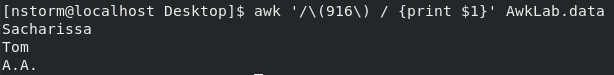 [nstorm@localhost Desktop]$ awk '/\(916\) / {print $1}' AwkLab.data
Sacharissa
Tom
A.A.